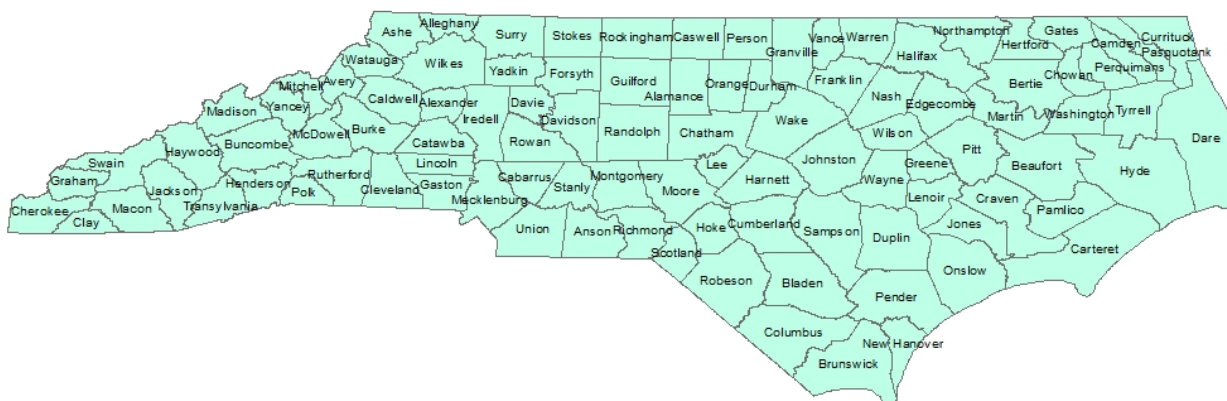 Alleghany
Ashe
Surry
Stokes
Rockingham
Caswell
Person
Vance
Warren
Northampton
Gates
Currituck
Camden
Pasquotank
Hertford
Granville
Halifax
Watauga
Wilkes
Yadkin
Forsyth
Guilford
Orange
Durham
Franklin
Bertie
Chowan
Perquimans
Mitchell
Avery
Caldwell
Alexander
Davie
Alamance
Nash
Edgecombe
Madison
Yancey
Iredell
Davidson
Martin
Washington
Tyrrell
McDowell
Burke
Randolph
Chatham
Wake
Wilson
Dare
Buncombe
Catawba
Rowan
Haywood
Swain
Lincoln
Lee
Johnston
Greene
Pitt
Beaufort
Hyde
Graham
Jackson
Henderson
Rutherford
Cleveland
Gaston
Cabarrus
Stanly
Montgomery
Moore
Harnett
Wayne
Polk
Mecklenburg
Lenoir
Craven
Pamlico
Cherokee
Macon
Transylvania
Clay
Union
Anson
Richmond
Hoke
Cumberland
Sampson
Duplin
Jones
Carteret
Scotland
Onslow
Robeson
Bladen
Pender
Columbus
New Hanover
Brunswick